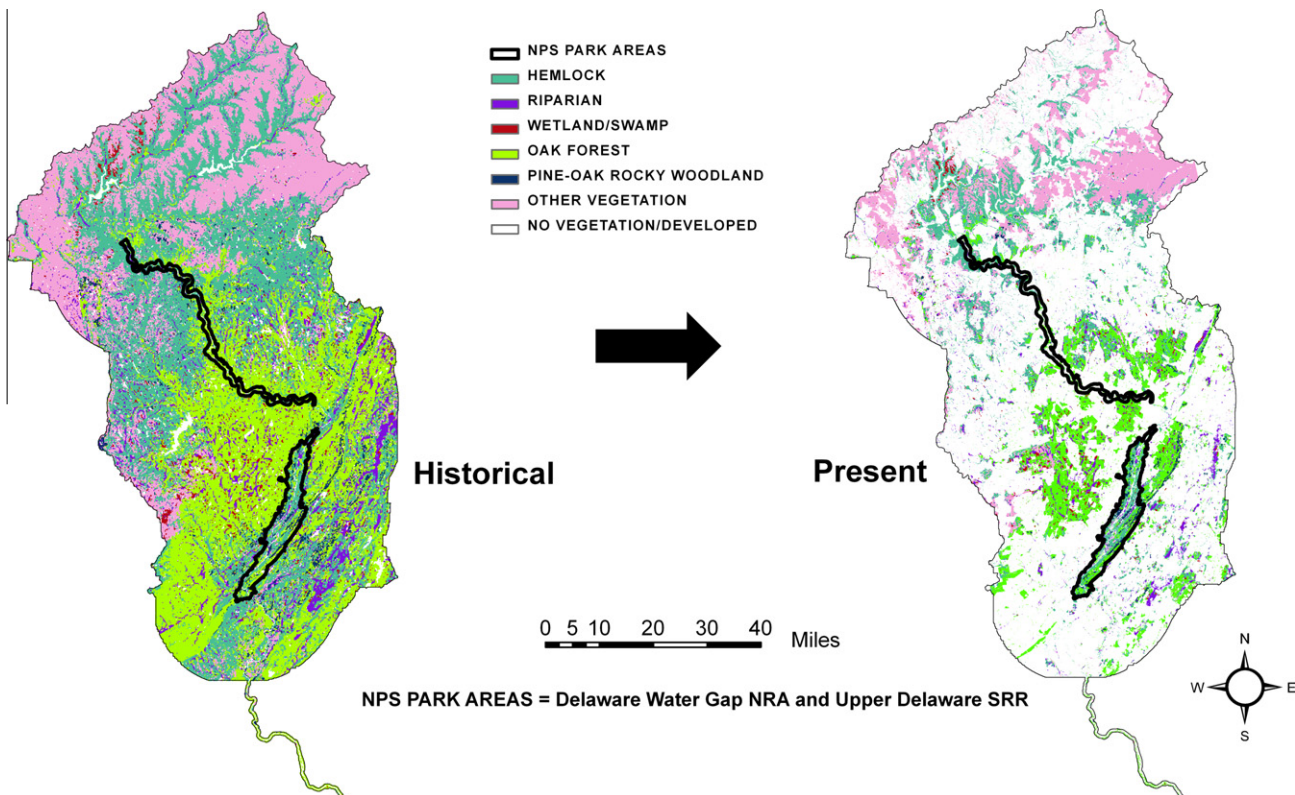 NPS PARK AREAS
HEMLOCK
RIPARIAN
WETLAND/SWAMP
OAK FOREST
PINE-OAK ROCKY WOODLAND
OTHER VEGETATION
NO VEGETATION/DEVELOPED
Historical
Present
0 5 10 20 30 40 Miles
NPS PARK AREAS = Delaware Water Gap NRA and Upper Delaware SRR
N
W E
S